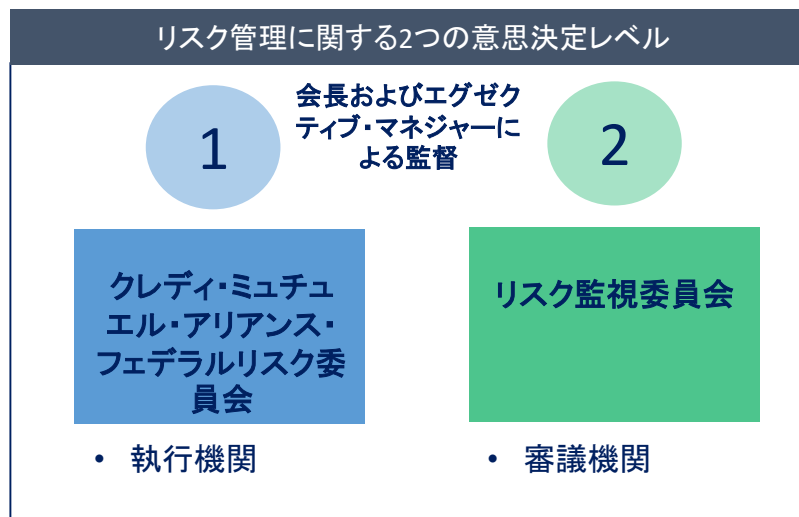 リスク管理に関する2つの意思決定レベル
1
会長およびエグゼク
ティブ・マネジャーに
よる監督
2
クレディ・ミュチュ
エル・アリアンス・
フェデラルリスク委
員会
リスク監視委員会
• 執行機関
• 審議機関